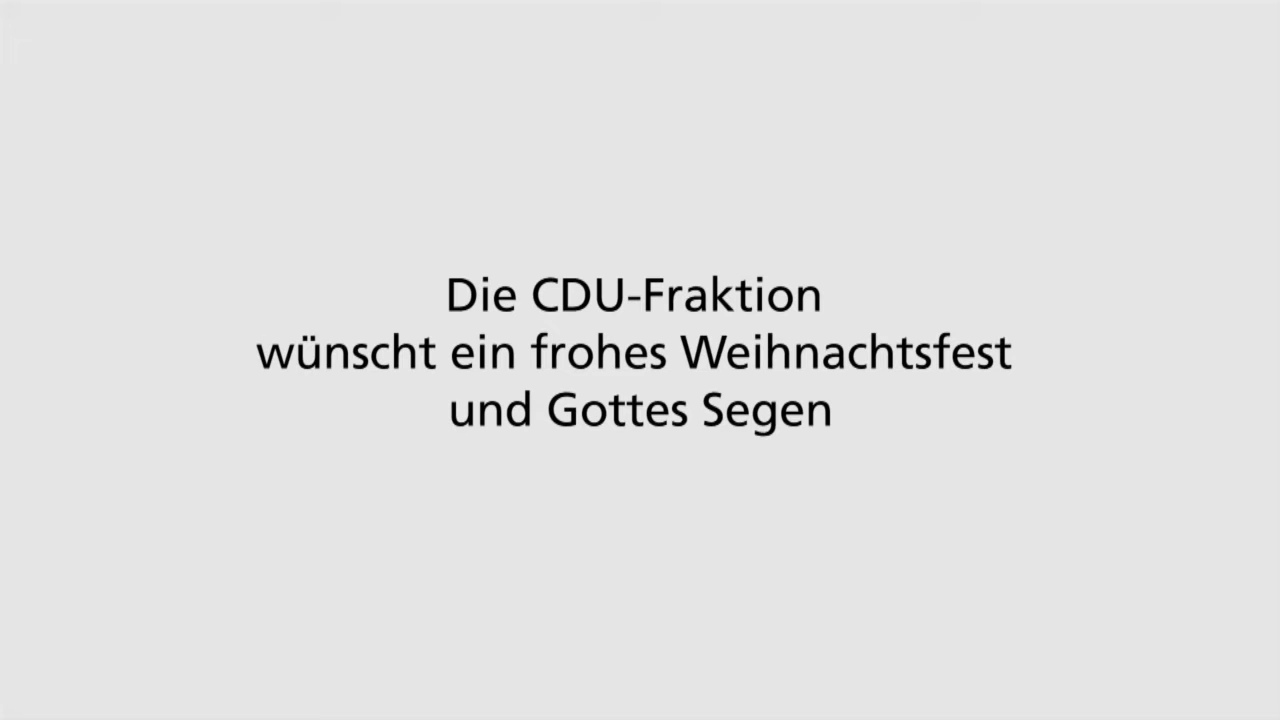 Die CDU-Fraktion
wünscht ein frohes Weihnachtsfest
und Gottes Segen